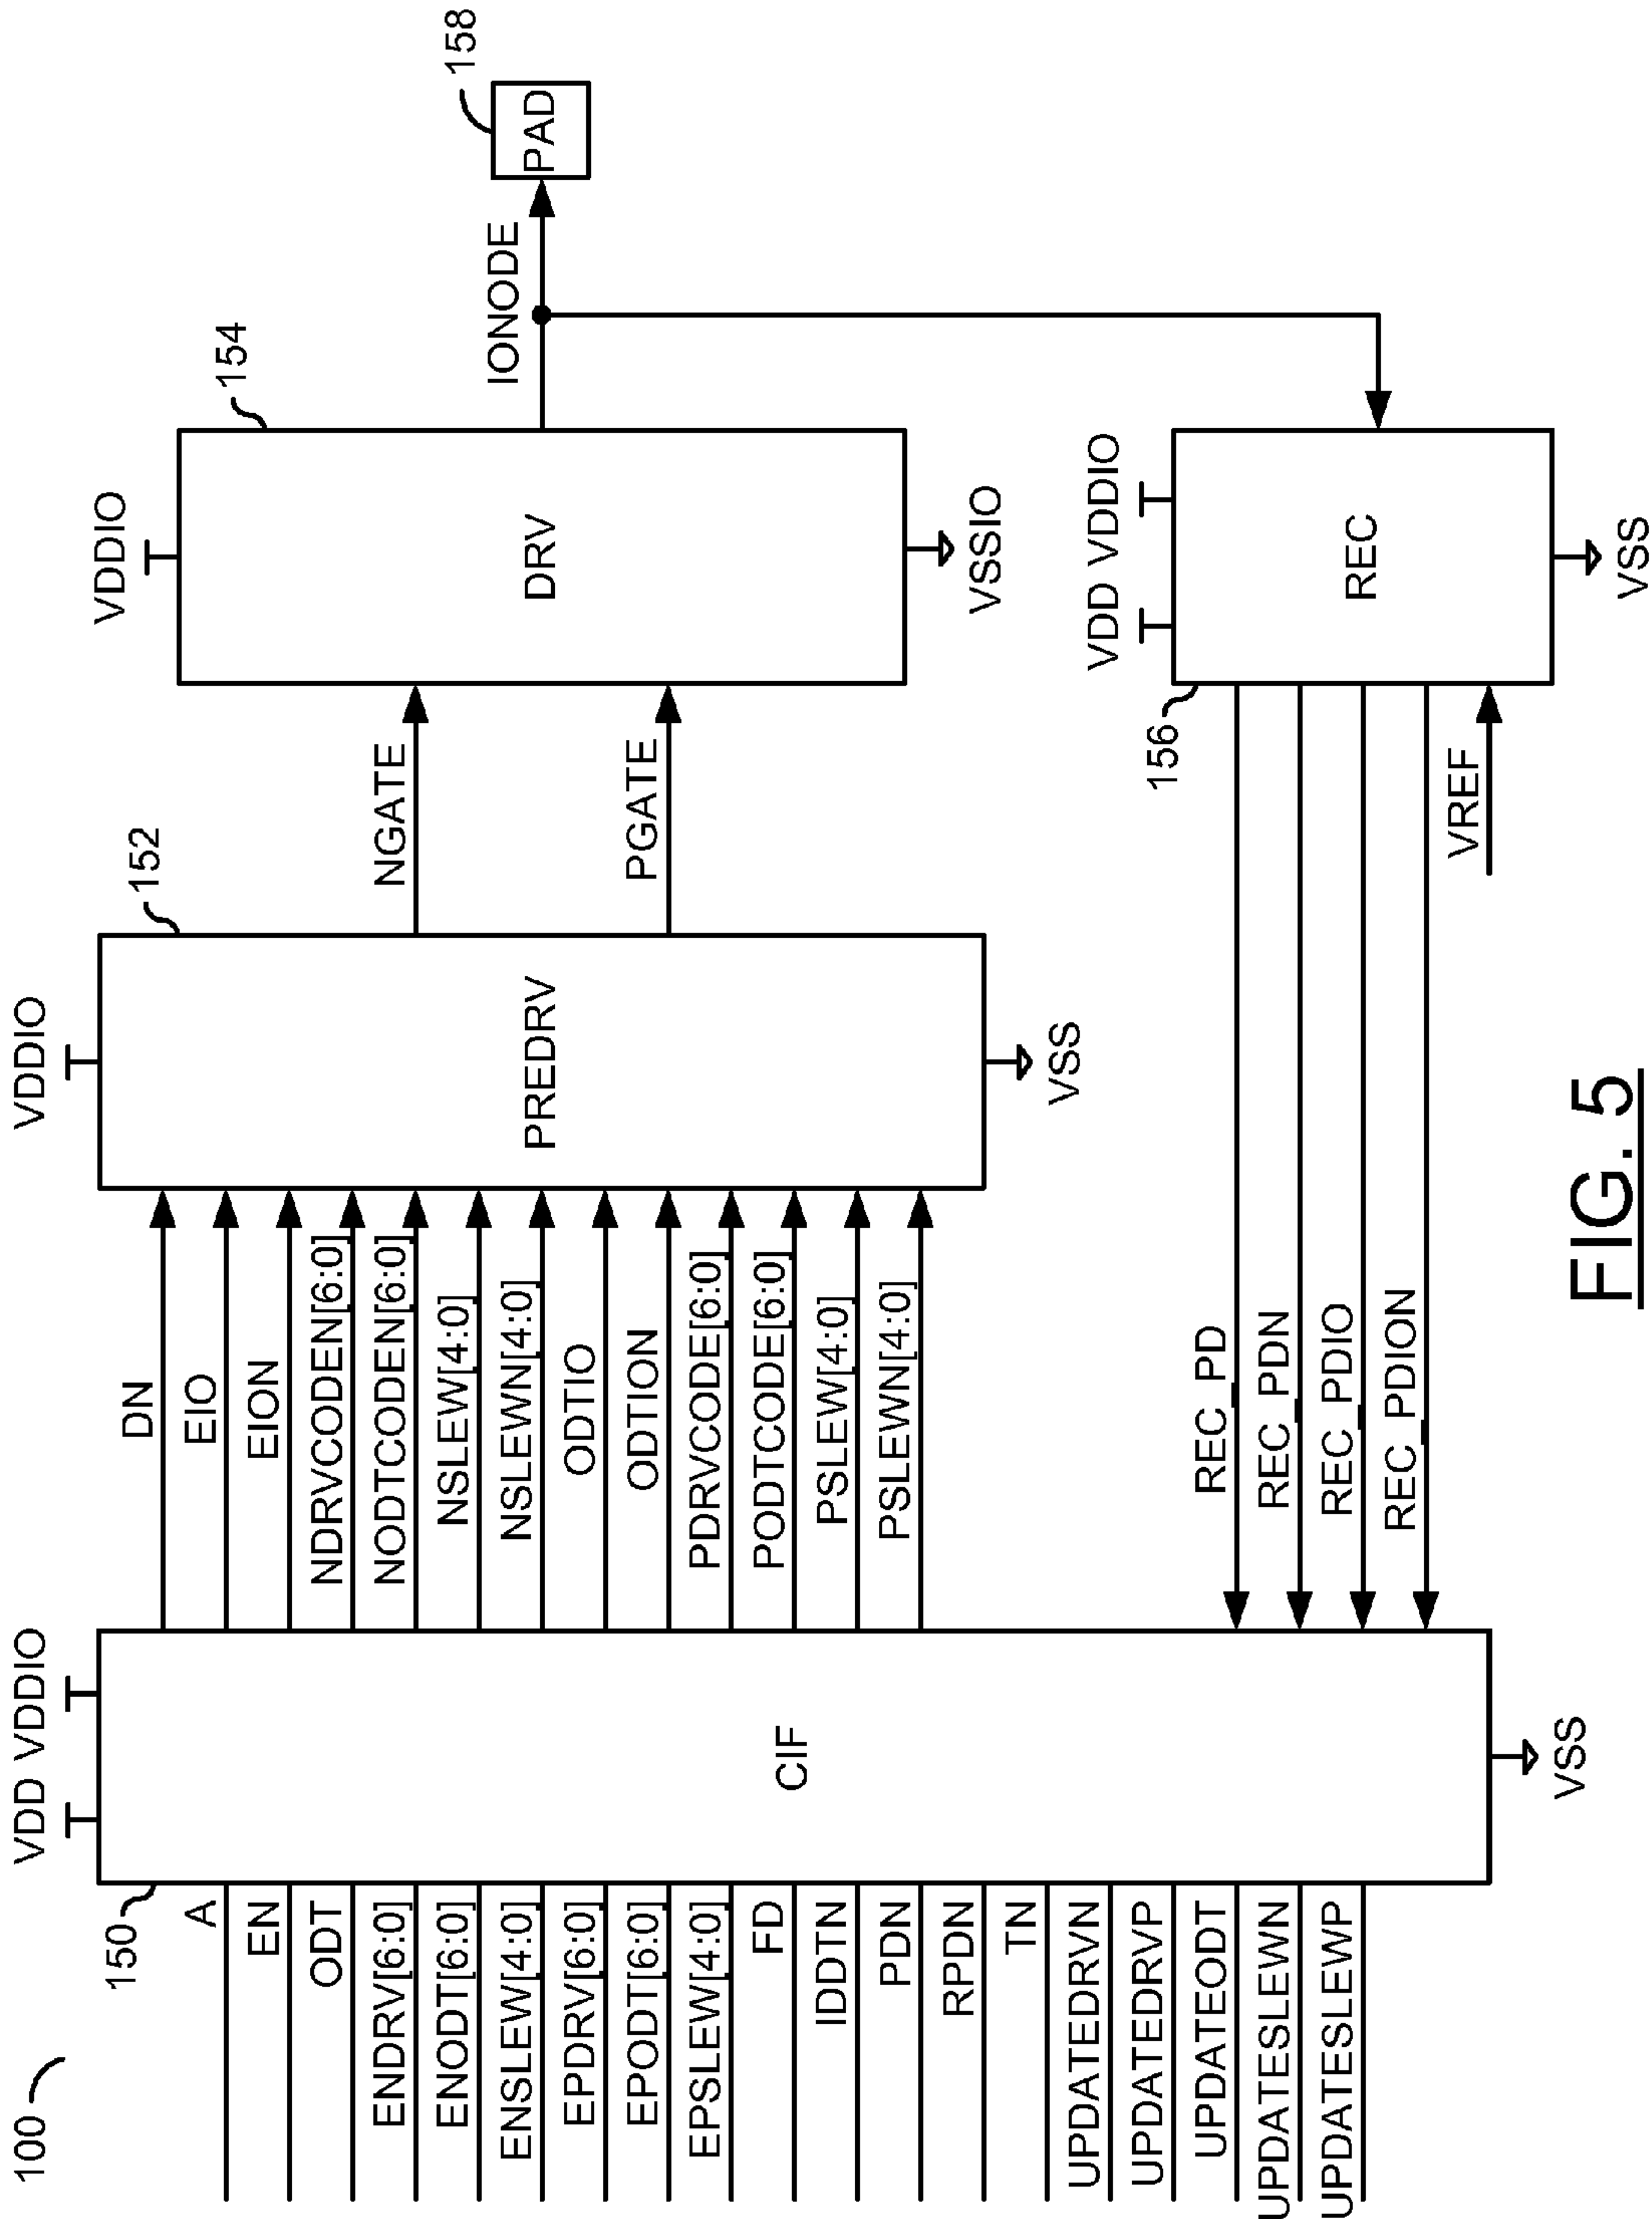 100
150
VDD VDDIO
A
EN
ODT
ENDRV[6:0]
ENODT[6:0]
ENSLEW[4:0]
EPDRV[6:0]
EPODT[6:0]
EPSLEW[4:0]
FD
IDDTN
PDN
RPDN
TN
UPDATEDRVN
UPDATEDRVP
UPDATEODT
UPDATESLEWN
UPDATESLEWP
CIF
VSS
DN
EIO
EION
NDRVCODEN[6:0]
NODTCODEN[6:0]
NSLEW[4:0]
NSLEWN[4:0]
ODTIO
ODTION
PDRVCODE[6:0]
PODTCODE[6:0]
PSLEW[4:0]
PSLEWN[4:0]
REC_PD
REC_PDN
REC_PDIO
REC_PDION
VDDIO
152
PREDRV
VSS
NGATE
PGATE
VDDIO
154
DRV
VSSIO
IONODE
158
PAD
156
VDD VDDIO
REC
VREF
VSS
FIG. 5